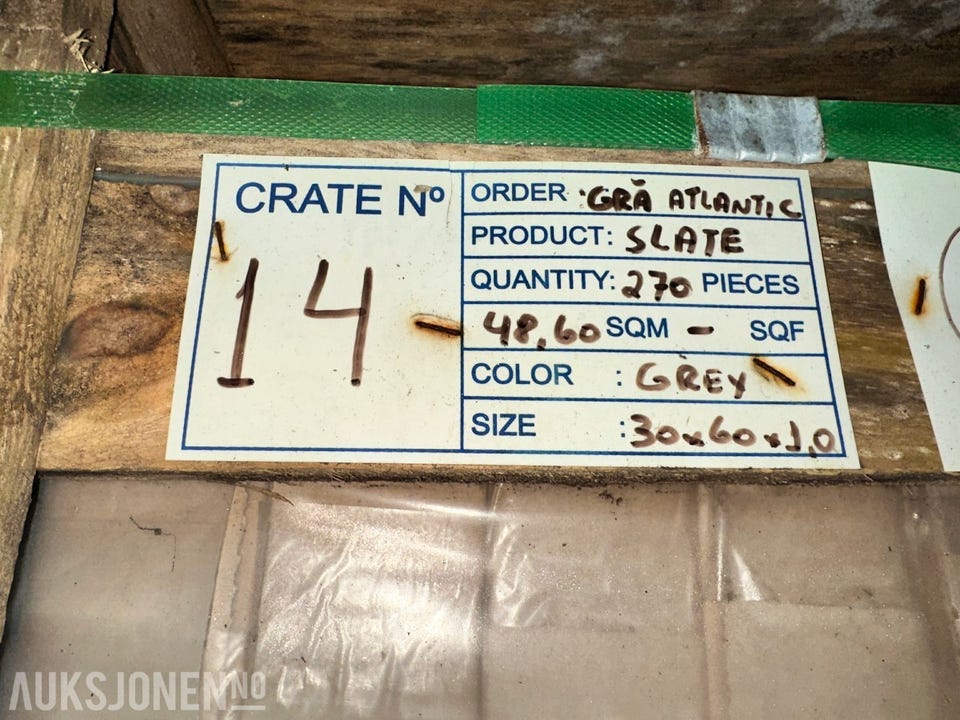 CRATE Nº
14
ORDER : GRÅ ATLANTIC
PRODUCT: SLATE
QUANTITY: 270 PIECES
48,60 SQM - SQF
COLOR : GREY
SIZE : 30x60x1,0
AUKSJONEN.NO